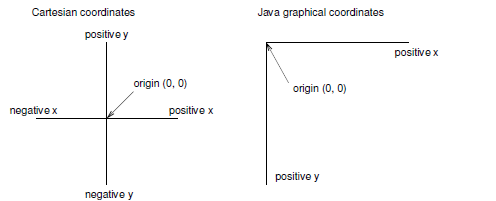 Cartesian coordinates
positive y
origin (0, 0)
negative x
positive x
negative y
Java graphical coordinates
positive x
origin (0, 0)
positive y